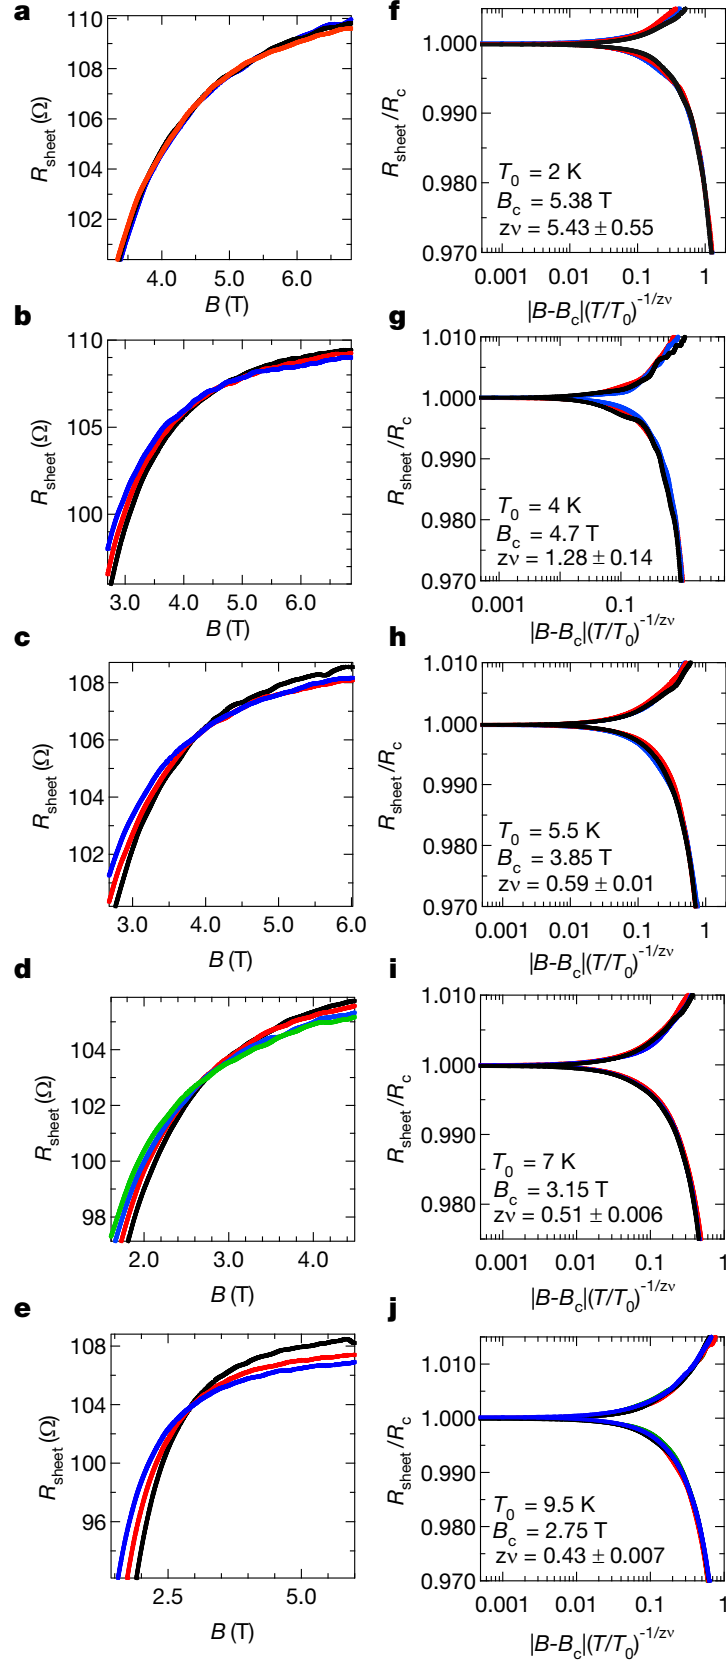 a
110
108
106
104
102
R_sheet (Ω)
4.0 5.0 6.0
B (T)
f
1.000
0.990
0.980
0.970
R_sheet/R_c
T_0 = 2 K
B_c = 5.38 T
zν = 5.43 ± 0.55
0.001 0.01 0.1 1
|B-B_c|(T/T_0)^-1/zν
b
110
105
100
R_sheet (Ω)
3.0 4.0 5.0 6.0
B (T)
g
1.010
1.000
0.990
0.980
0.970
R_sheet/R_c
T_0 = 4 K
B_c = 4.7 T
zν = 1.28 ± 0.14
0.001 0.1
|B-B_c|(T/T_0)^-1/zν
c
108
106
104
102
R_sheet (Ω)
3.0 4.0 5.0 6.0
B (T)
h
1.010
1.000
0.990
0.980
0.970
R_sheet/R_c
T_0 = 5.5 K
B_c = 3.85 T
zν = 0.59 ± 0.01
0.001 0.01 0.1 1
|B-B_c|(T/T_0)^-1/zν
d
104
102
100
98
R_sheet (Ω)
2.0 3.0 4.0
B (T)
i
1.010
1.000
0.990
0.980
R_sheet/R_c
T_0 = 7 K
B_c = 3.15 T
zν = 0.51 ± 0.006
0.001 0.01 0.1 1
|B-B_c|(T/T_0)^-1/zν
e
108
104
100
96
R_sheet (Ω)
2.5 5.0
B (T)
j
1.010
1.000
0.990
0.980
0.970
R_sheet/R_c
T_0 = 9.5 K
B_c = 2.75 T
zν = 0.43 ± 0.007
0.001 0.01 0.1 1
|B-B_c|(T/T_0)^-1/zν